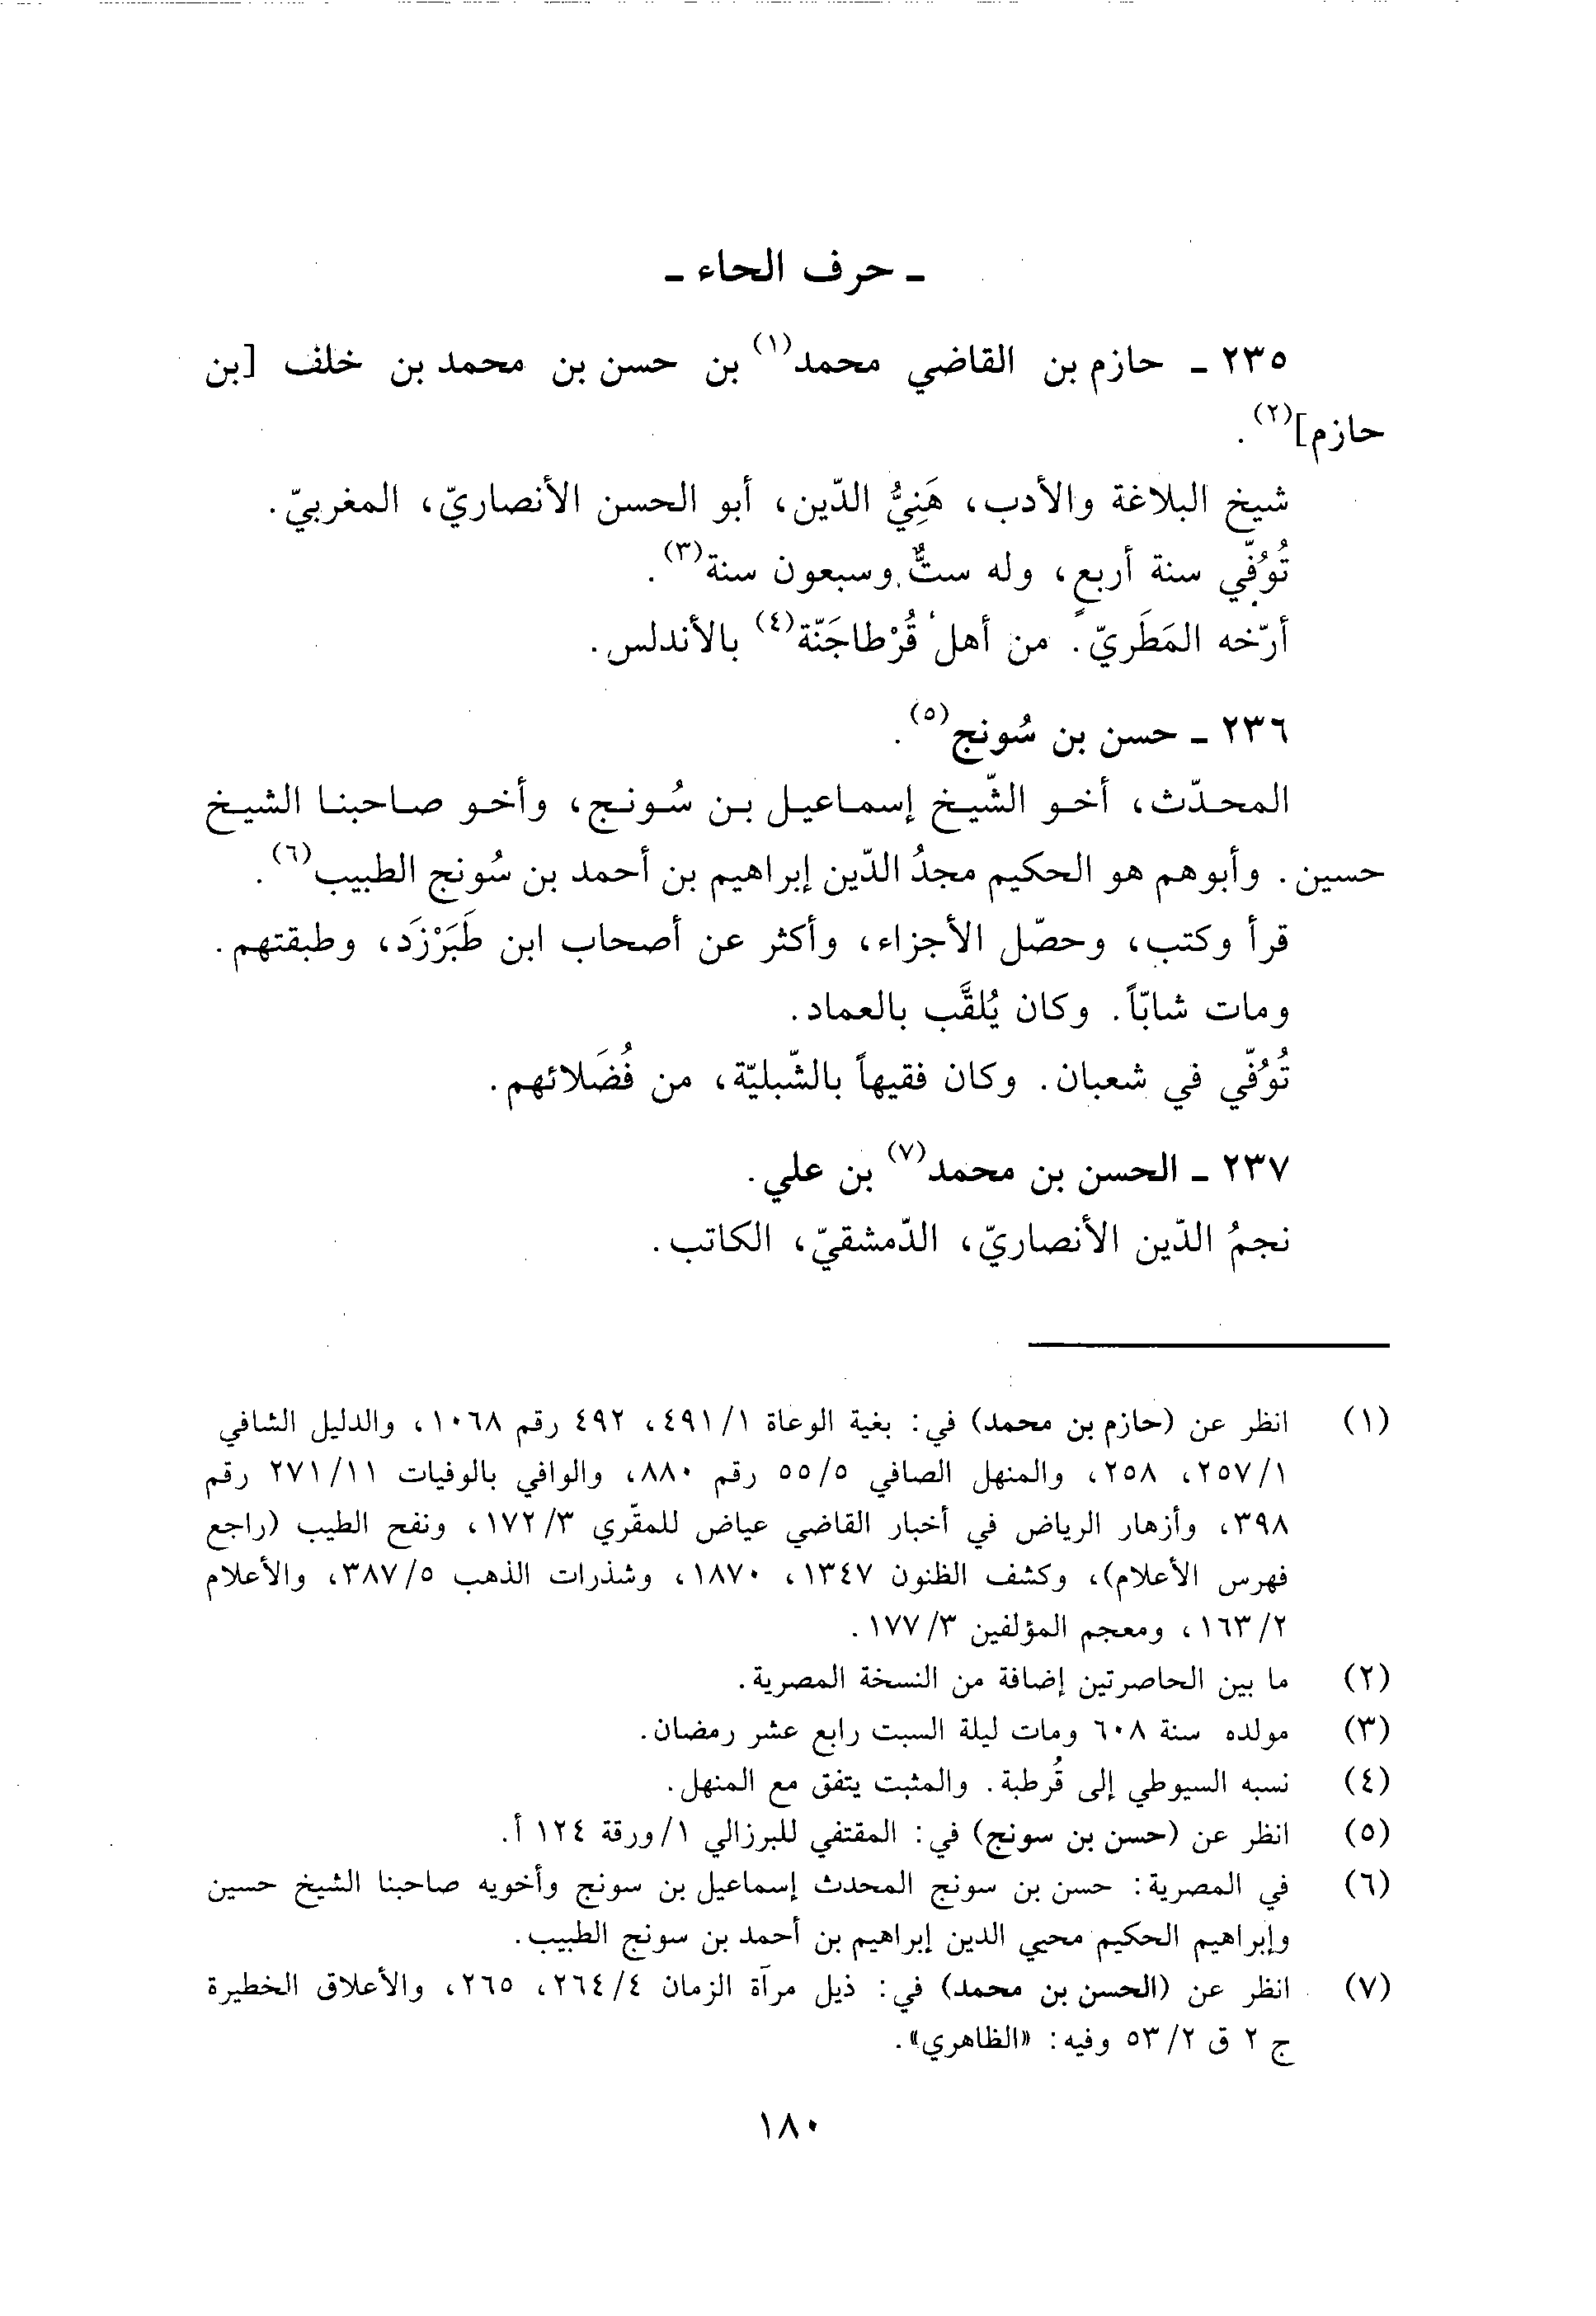 ـ حرف الحاء ـ
٢٣٥ ـ حازم بن القاضي محمد(١) بن حسن بن محمد بن خلف [بن
حازم](٢).
شيخ البلاغة والأدب، هَنِيُّ الدّين، أبو الحسن الأنصاريّ، المغربيّ.
تُوُفّي سنة أربعٍ، وله ستٌّ وسبعون سنة(٣).
أرّخه المَطَريّ. من أهل قُرْطاجَنّة(٤) بالأندلس.
٢٣٦ ـ حسن بن سُونج(٥).
المحدّث، أخو الشّيخ إسماعيل بن سُونج، وأخو صاحبنا الشيخ
حسين. وأبوهم هو الحكيم مجدُ الدّين إبراهيم بن أحمد بن سُونج الطبيب(٦).
قرأ وكتب، وحصّل الأجزاء، وأكثر عن أصحاب ابن طَبَرْزَد، وطبقتهم.
ومات شابّاً. وكان يُلقَّب بالعماد.
تُوُفّي في شعبان. وكان فقيهاً بالشّبليّة، من فُضَلائهم.
٢٣٧ ـ الحسن بن محمد(٧) بن علي.
نجمُ الدّين الأنصاريّ، الدّمشقيّ، الكاتب.
(١) انظر عن (حازم بن محمد) في: بغية الوعاة ٤٩١/١، ٤٩٢ رقم ١٠٦٨، والدليل الشافي
٢٥٧/١، ٢٥٨، والمنهل الصافي ٥٥/٥ رقم ٨٨٠، والوافي بالوفيات ٢٧١/١١ رقم
٣٩٨، وأزهار الرياض في أخبار القاضي عياض للمقّري ١٧٢/٣، ونفح الطيب (راجع
فهرس الأعلام)، وكشف الظنون ١٣٤٧، ١٨٧٠، وشذرات الذهب ٣٨٧/٥، والأعلام
١٦٣/٢، ومعجم المؤلفين ١٧٧/٣.
(٢) ما بين الحاصرتين إضافة من النسخة المصرية.
(٣) مولده سنة ٦٠٨ ومات ليلة السبت رابع عشر رمضان.
(٤) نسبه السيوطي إلى قُرطبة. والمثبت يتفق مع المنهل.
(٥) انظر عن (حسن بن سونج) في: المقتفي للبرزالي ١/ورقة ١٢٤ أ.
(٦) في المصرية: حسن بن سونج المحدث إسماعيل بن سونج وأخويه صاحبنا الشيخ حسين
وإبراهيم الحكيم محيي الدين إبراهيم بن أحمد بن سونج الطبيب.
(٧) انظر عن (الحسن بن محمد) في: ذيل مرآة الزمان ٢٦٤/٤، ٢٦٥، والأعلاق الخطيرة
ج ٢ ق ٥٣/٢ وفيه: «الظاهري».
١٨٠